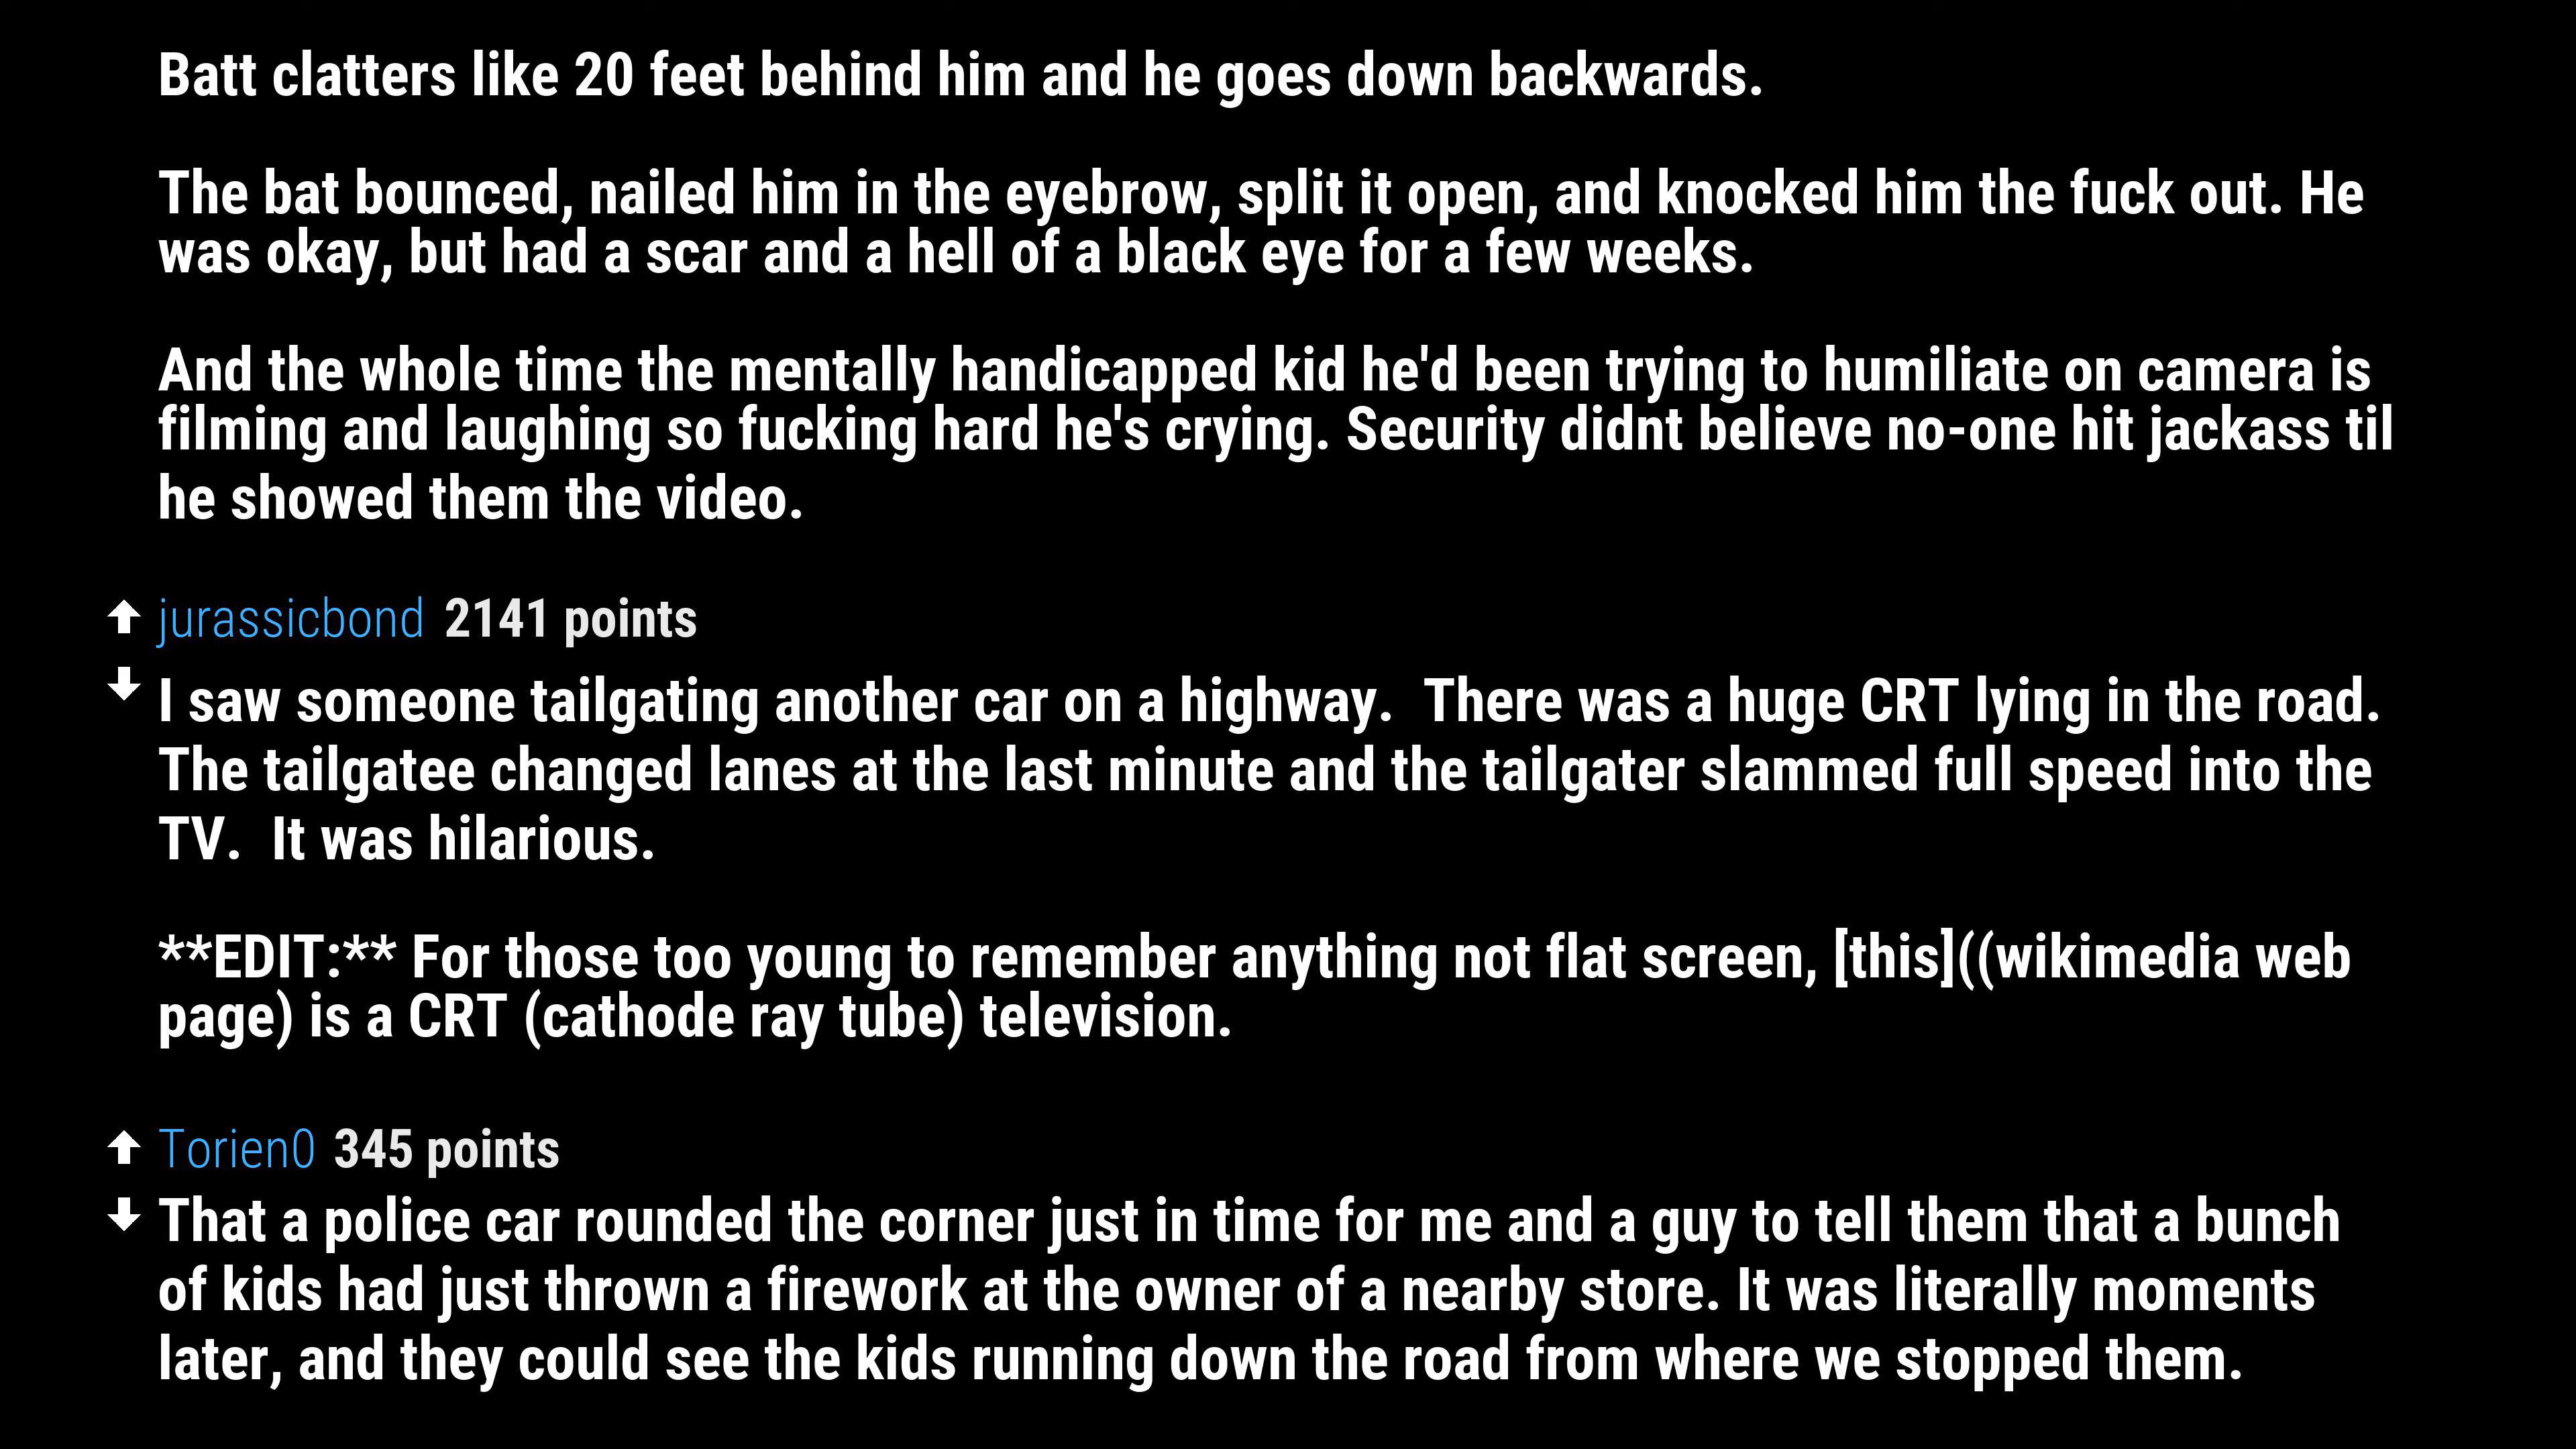 Batt clatters like 20 feet behind him and he goes down backwards.
The bat bounced, nailed him in the eyebrow, split it open, and knocked him the fuck out. He
was okay, but had a scar and a hell of a black eye for a few weeks.
And the whole time the mentally handicapped kid he'd been trying to humiliate on camera is
filming and laughing so fucking hard he's crying. Security didnt believe no-one hit jackass til
he showed them the video.
jurassicbond 2141 points
I saw someone tailgating another car on a highway.  There was a huge CRT lying in the road.
The tailgatee changed lanes at the last minute and the tailgater slammed full speed into the
TV.  It was hilarious.
**EDIT:** For those too young to remember anything not flat screen, [this]((wikimedia web
page) is a CRT (cathode ray tube) television.
Torien0 345 points
That a police car rounded the corner just in time for me and a guy to tell them that a bunch
of kids had just thrown a firework at the owner of a nearby store. It was literally moments
later, and they could see the kids running down the road from where we stopped them.